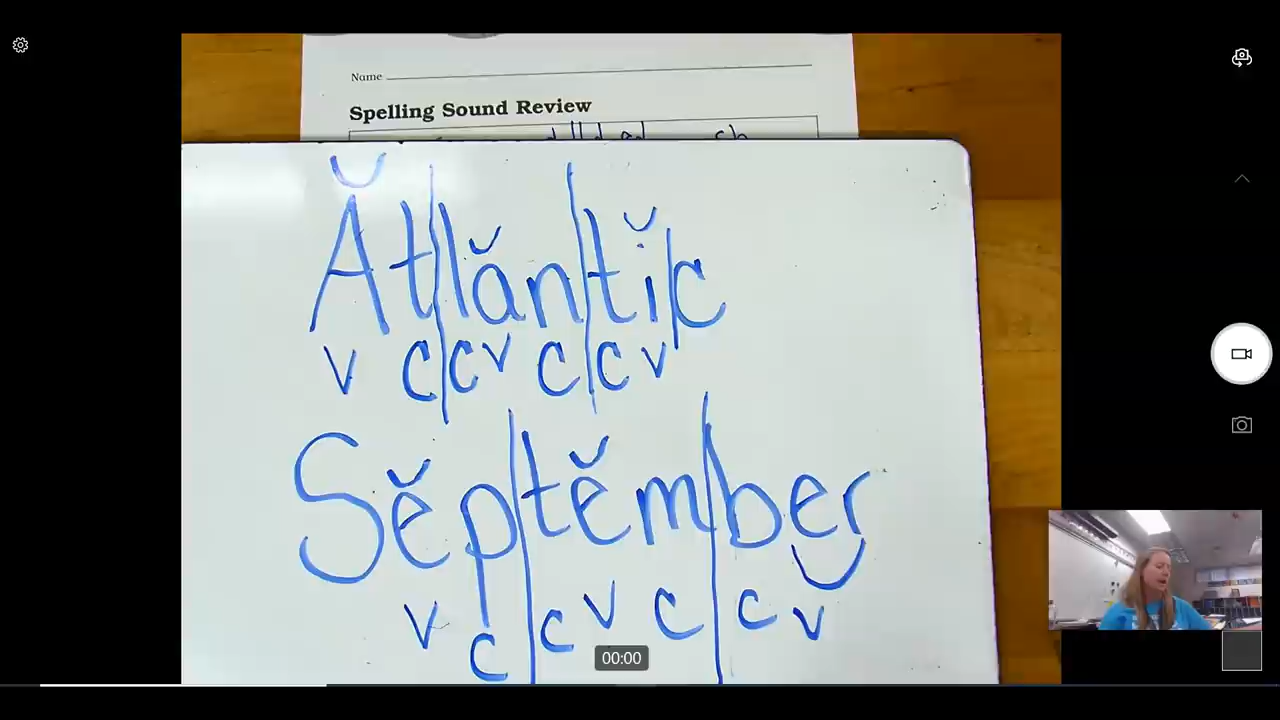 Name
Spelling Sound Review
Ătlăntĭc
v c c v c c v
Sĕptĕmber
v c c v c c v
00:00